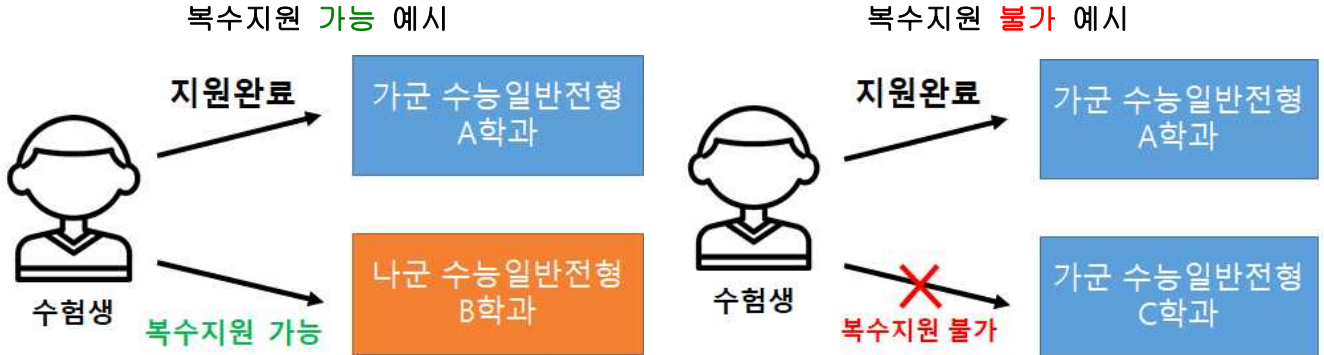 복수지원 가능 예시
지원완료
가군 수능일반전형
A학과
수험생
나군 수능일반전형
B학과
복수지원 가능
복수지원 불가 예시
지원완료
가군 수능일반전형
A학과
수험생
가군 수능일반전형
C학과
복수지원 불가